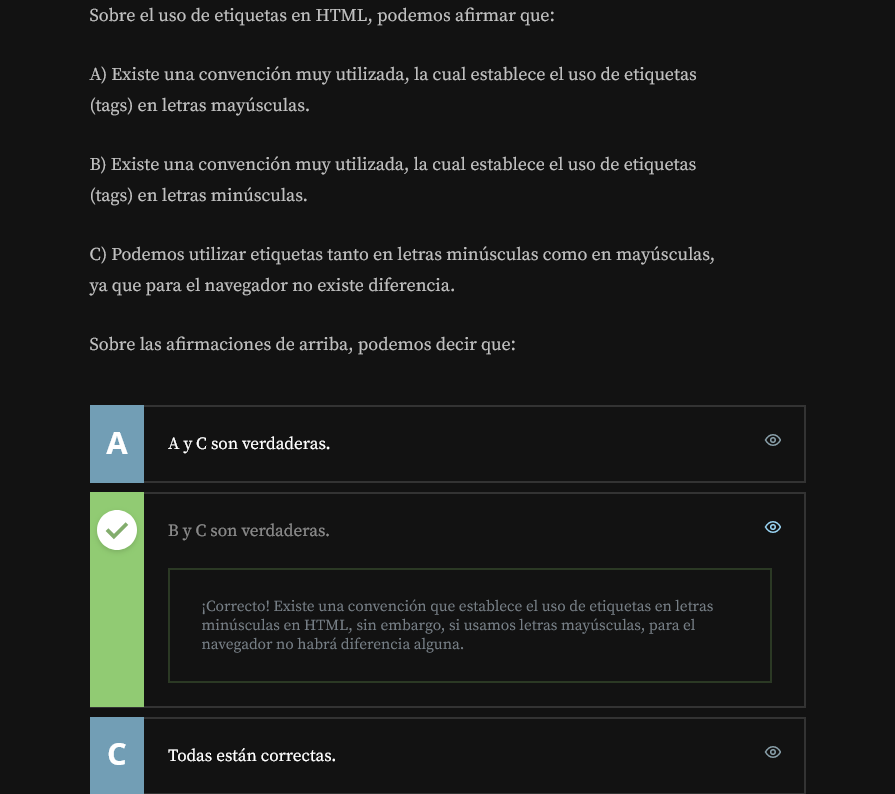 Sobre el uso de etiquetas en HTML, podemos afirmar que:
A) Existe una convención muy utilizada, la cual establece el uso de etiquetas
(tags) en letras mayúsculas.
B) Existe una convención muy utilizada, la cual establece el uso de etiquetas
(tags) en letras minúsculas.
C) Podemos utilizar etiquetas tanto en letras minúsculas como en mayúsculas,
ya que para el navegador no existe diferencia.
Sobre las afirmaciones de arriba, podemos decir que:
A A y C son verdaderas.
B y C son verdaderas.
¡Correcto! Existe una convención que establece el uso de etiquetas en letras
minúsculas en HTML, sin embargo, si usamos letras mayúsculas, para el
navegador no habrá diferencia alguna.
C Todas están correctas.